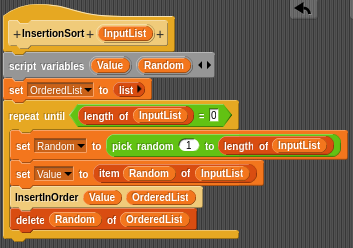 +InsertionSort+ InputList +
script variables Value Random
set OrderedList to list
repeat until length of InputList = 0
set Random to pick random 1 to length of InputList
set Value to item Random of InputList
InsertInOrder Value OrderedList
delete Random of OrderedList